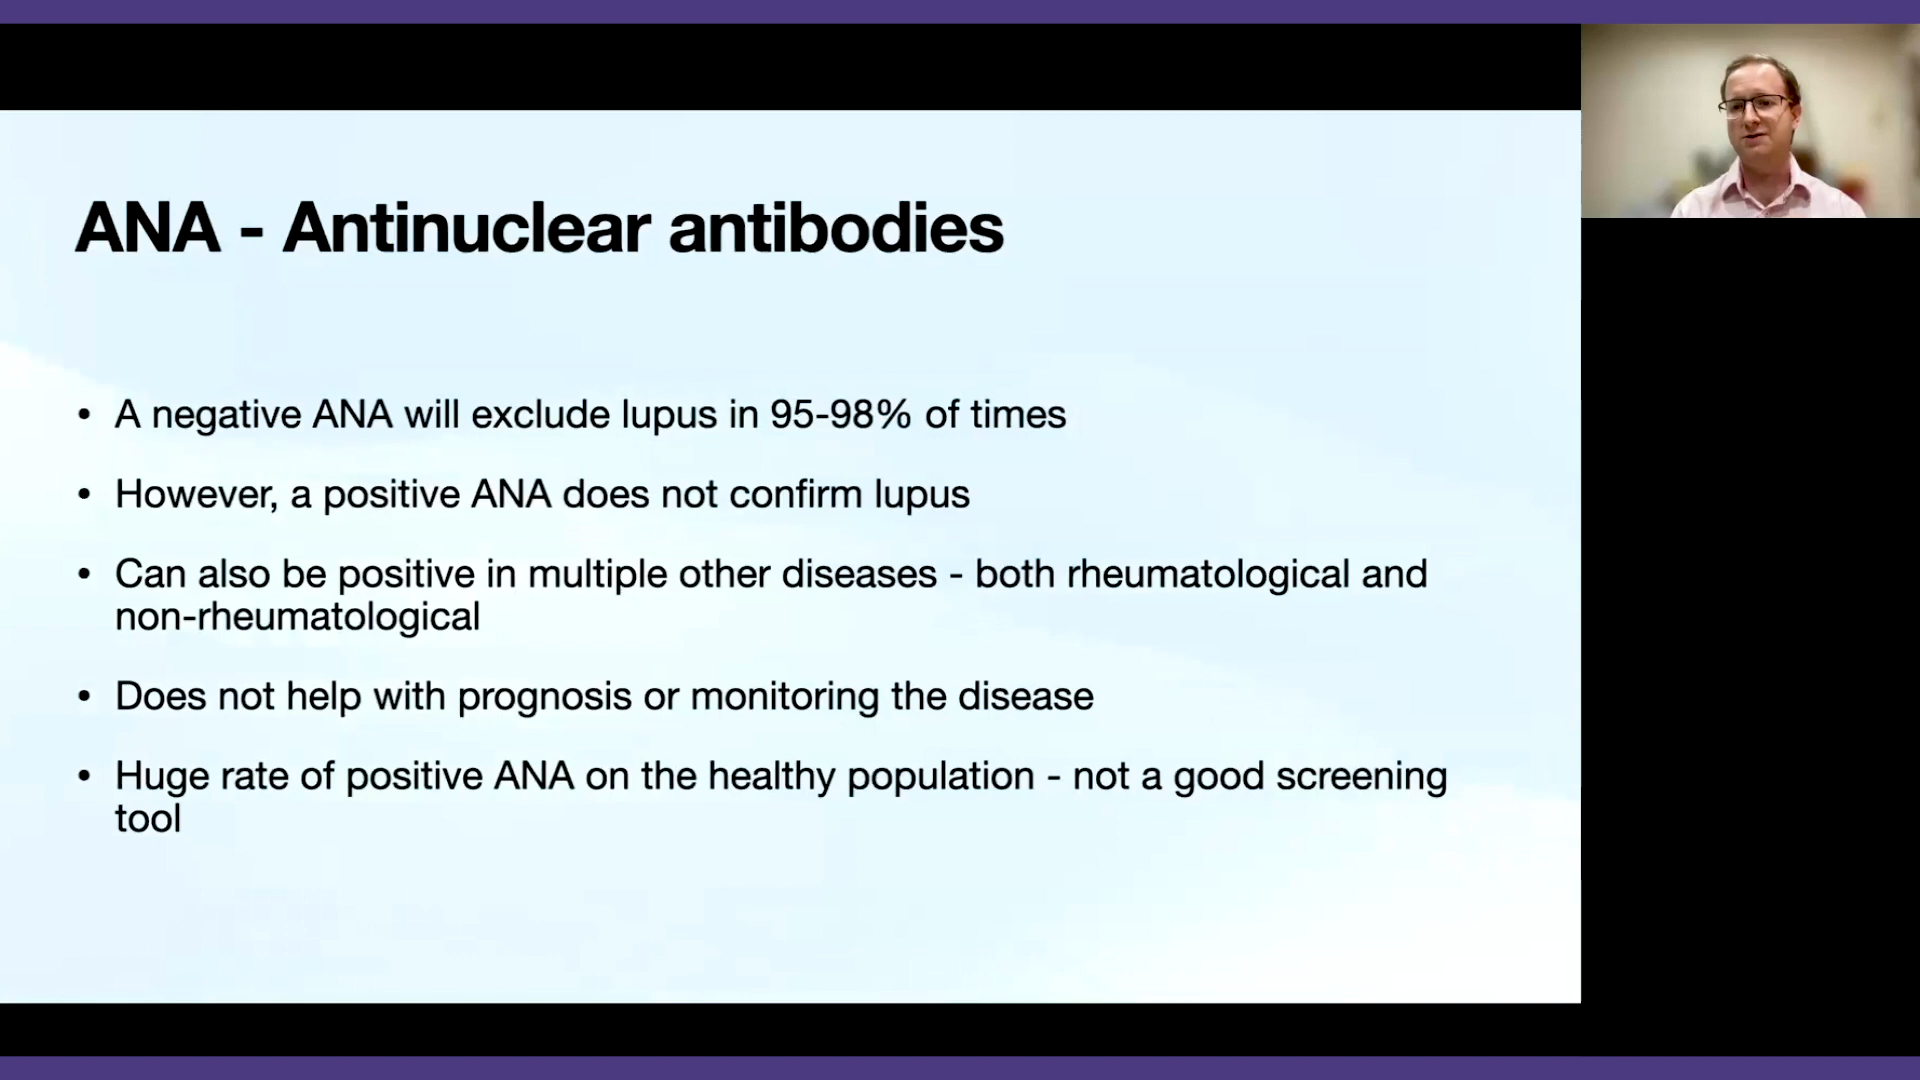 ANA - Antinuclear antibodies
• A negative ANA will exclude lupus in 95-98% of times
• However, a positive ANA does not confirm lupus
• Can also be positive in multiple other diseases - both rheumatological and
non-rheumatological
• Does not help with prognosis or monitoring the disease
• Huge rate of positive ANA on the healthy population - not a good screening
tool